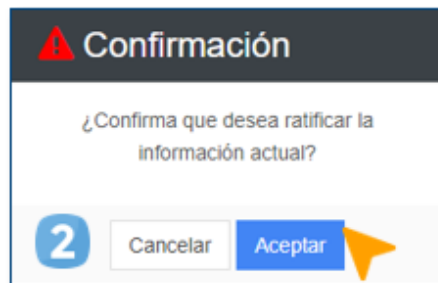 Confirmación
¿Confirma que desea ratificar la
información actual?
2 Cancelar Aceptar